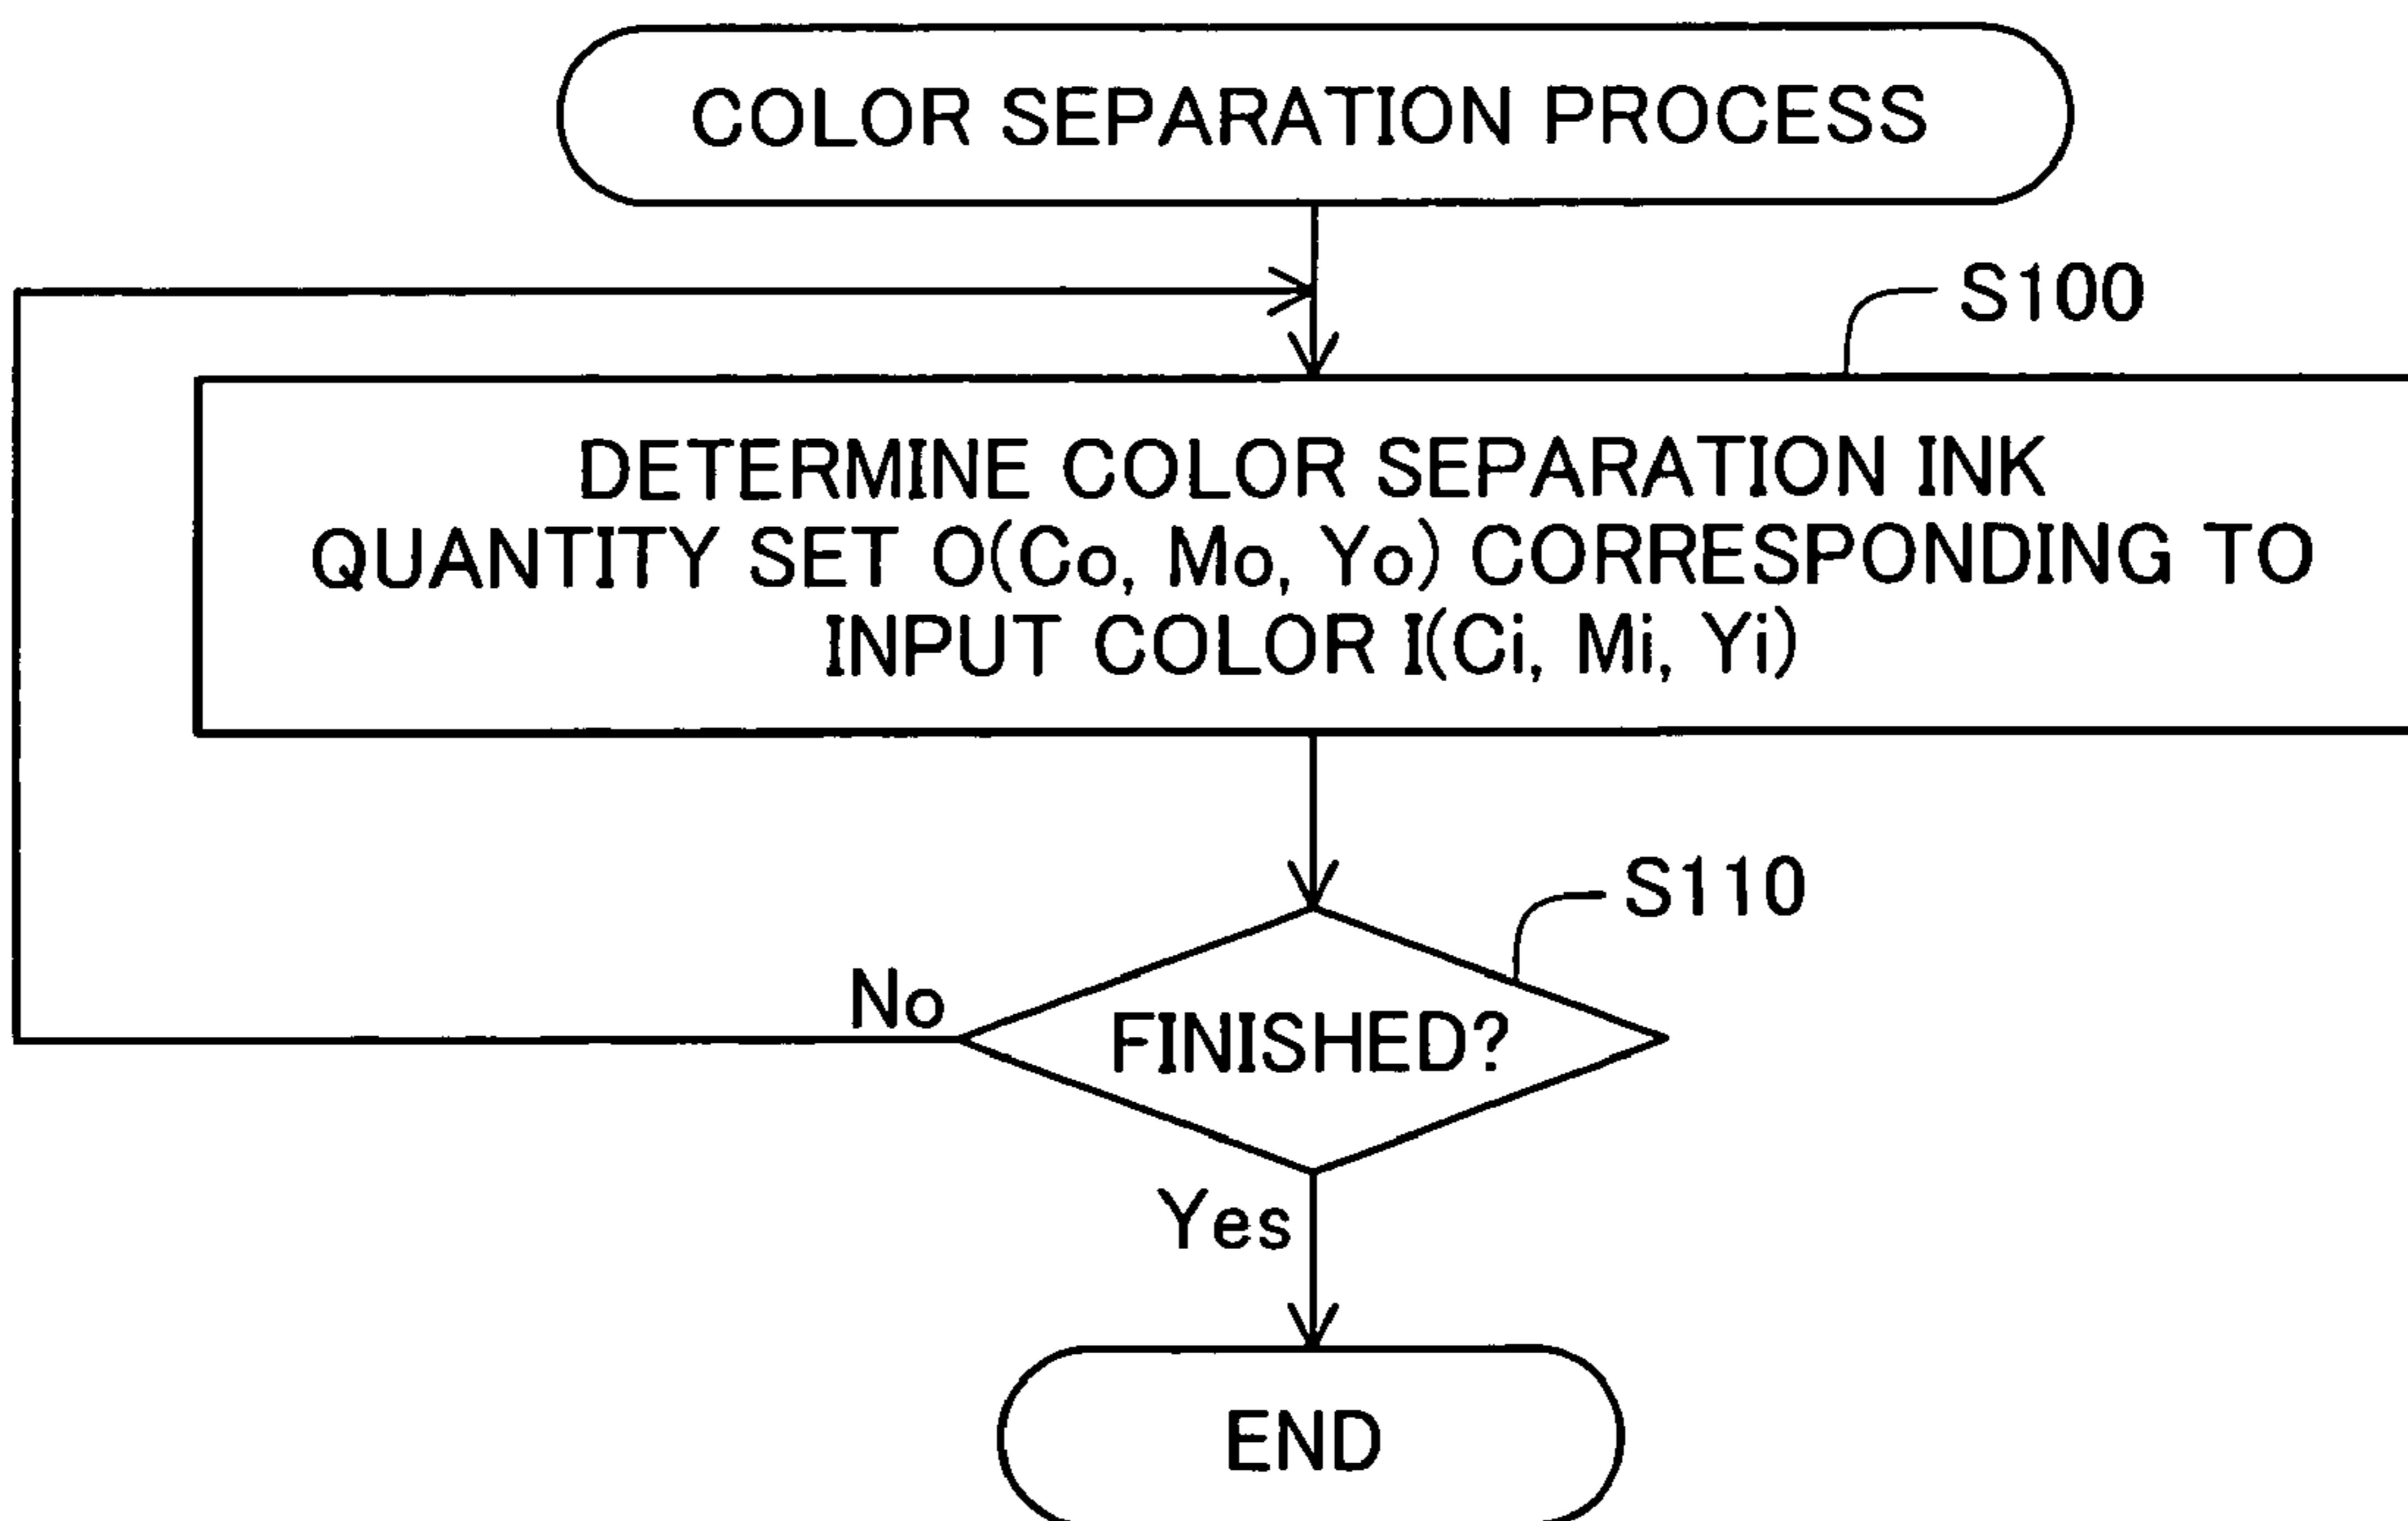 COLOR SEPARATION PROCESS
S100
DETERMINE COLOR SEPARATION INK
QUANTITY SET O(Co, Mo, Yo) CORRESPONDING TO
INPUT COLOR I(Ci, Mi, Yi)
S110
No
FINISHED?
Yes
END